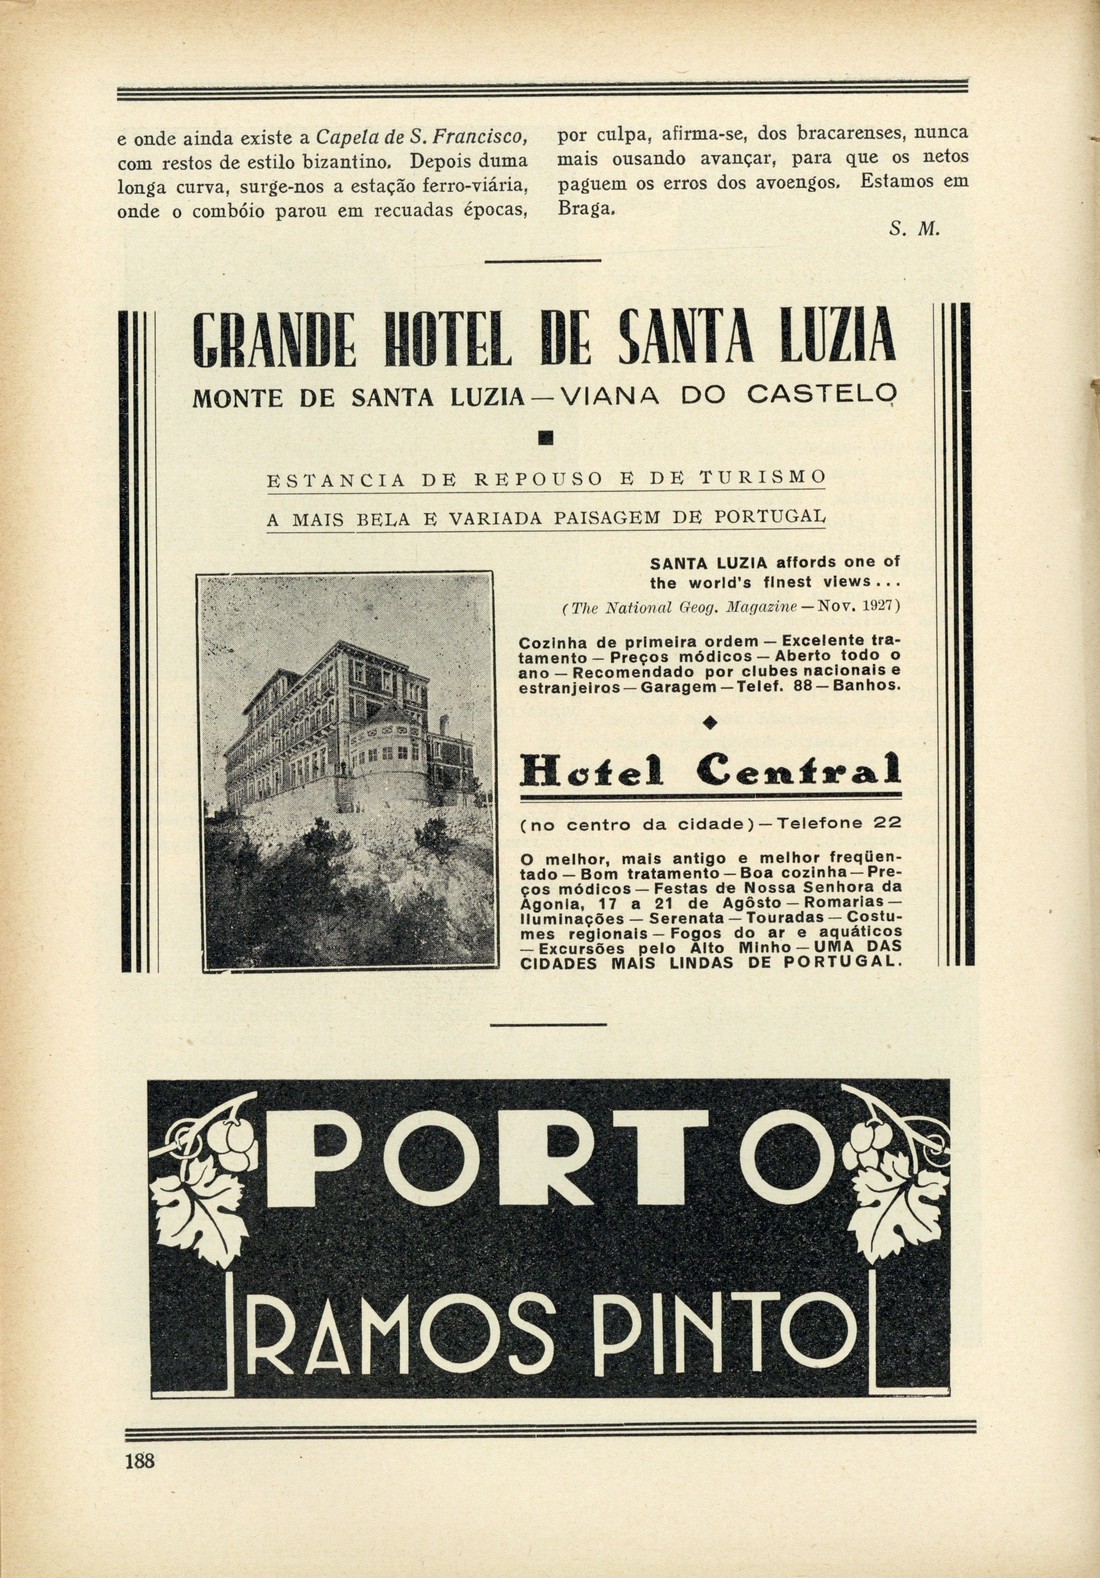 e onde ainda existe a Capela de S. Francisco,
com restos de estilo bizantino. Depois duma
longa curva, surge-nos a estação ferro-viária,
onde o combóio parou em recuadas épocas,
por culpa, afirma-se, dos bracarenses, nunca
mais ousando avançar, para que os netos
paguem os erros dos avoengos. Estamos em
Braga.
S. M.
GRANDE HOTEL DE SANTA LUZIA
MONTE DE SANTA LUZIA — VIANA DO CASTELO
ESTANCIA DE REPOUSO E DE TURISMO
A MAIS BELA E VARIADA PAISAGEM DE PORTUGAL
SANTA LUZIA affords one of
the world's finest views...
(The National Geog. Magazine — Nov. 1927)
Cozinha de primeira ordem — Excelente tra-
tamento — Preços módicos — Aberto todo o
ano — Recomendado por clubes nacionais e
estranjeiros — Garagem — Telef. 88 — Banhos.
Hotel Central
(no centro da cidade) — Telefone 22
O melhor, mais antigo e melhor freqüen-
tado — Bom tratamento — Boa cozinha — Pre-
ços módicos — Festas de Nossa Senhora da
Agonia, 17 a 21 de Agôsto — Romarias —
Iluminações — Serenata — Touradas — Costu-
mes regionais — Fogos do ar e aquáticos
— Excursões pelo Alto Minho — UMA DAS
CIDADES MAIS LINDAS DE PORTUGAL.
PORTO
RAMOS PINTO
188